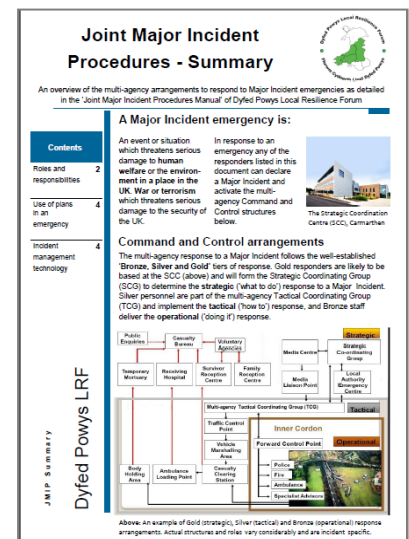 Joint Major Incident
Procedures - Summary
An overview of the multi-agency arrangements to respond to Major Incident emergencies as detailed
in the 'Joint Major Incident Procedures Manual' of Dyfed Powys Local Resilience Forum
Contents
Roles and 2
responsibilities
Use of plans 4
in an
emergency
Incident 4
management
technology
JMIP Summary
Dyfed Powys LRF
A Major Incident emergency is:
An event or situation
which threatens serious
damage to human
welfare or the environ-
ment in a place in the
UK. War or terrorism
which threatens serious
damage to the security of
the UK.
In response to an
emergency any of the
responders listed in this
document can declare
a Major Incident and
activate the multi-
agency Command and
Control structures
below.
The Strategic Coordination
Centre (SCC), Carmarthen
Command and Control arrangements
The multi-agency response to a Major Incident follows the well-established
'Bronze, Silver and Gold' tiers of response. Gold responders are likely to be
based at the SCC (above) and will form the Strategic Coordinating Group
(SCG) to determine the strategic ('what to do') response to a Major Incident.
Silver personnel are part of the multi-agency Tactical Coordinating Group
(TCG) and implement the tactical ('how to') response, and Bronze staff
deliver the operational ('doing it') response.
Strategic
Public
Enquiries
Casualty
Bureau
Voluntary
Agencies
Media Centre
Strategic
Co-ordinating
Group
Temporary
Mortuary
Receiving
Hospital
Survivor
Reception
Centre
Family
Reception
Centre
Media
Liaison Point
Local
Authority
Emergency
Centre
Multi-agency Tactical Coordinating Group (TCG)
Tactical
Traffic Control
Point
Inner Cordon
Forward Control Point
Operational
Vehicle
Marshalling
Area
Police
Fire
Ambulance
Specialist Advisors
Body
Holding
Area
Ambulance
Loading Point
Casualty
Clearing
Station
Above: An example of Gold (strategic), Silver (tactical) and Bronze (operational) response
arrangements. Actual structures and roles vary considerably and are incident specific.